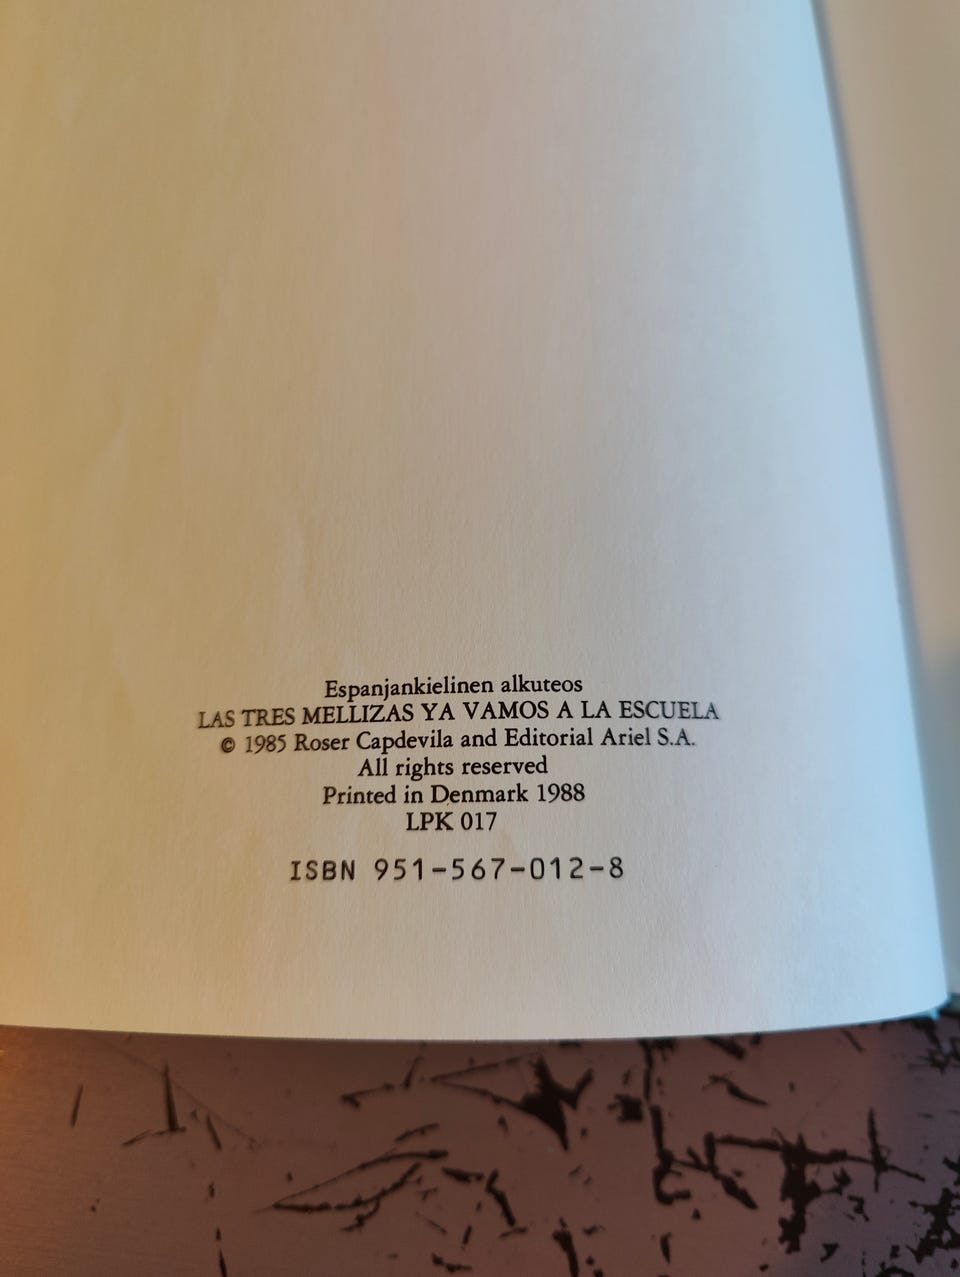 Espanjankielinen alkuteos
LAS TRES MELLIZAS YA VAMOS A LA ESCUELA
© 1985 Roser Capdevila and Editorial Ariel S.A.
All rights reserved
Printed in Denmark 1988
LPK 017
ISBN 951-567-012-8